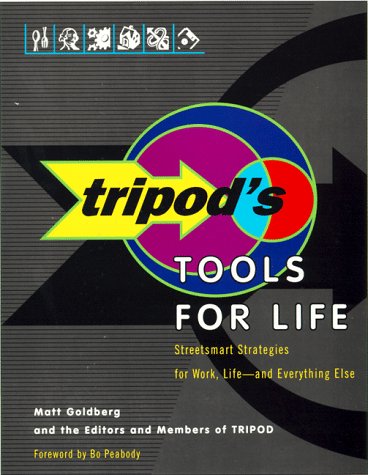 tripod's
TOOLS
FOR LIFE
Streetsmart Strategies
for Work, Life—and Everything Else
Matt Goldberg
and the Editors and Members of TRIPOD
Foreword by Bo Peabody